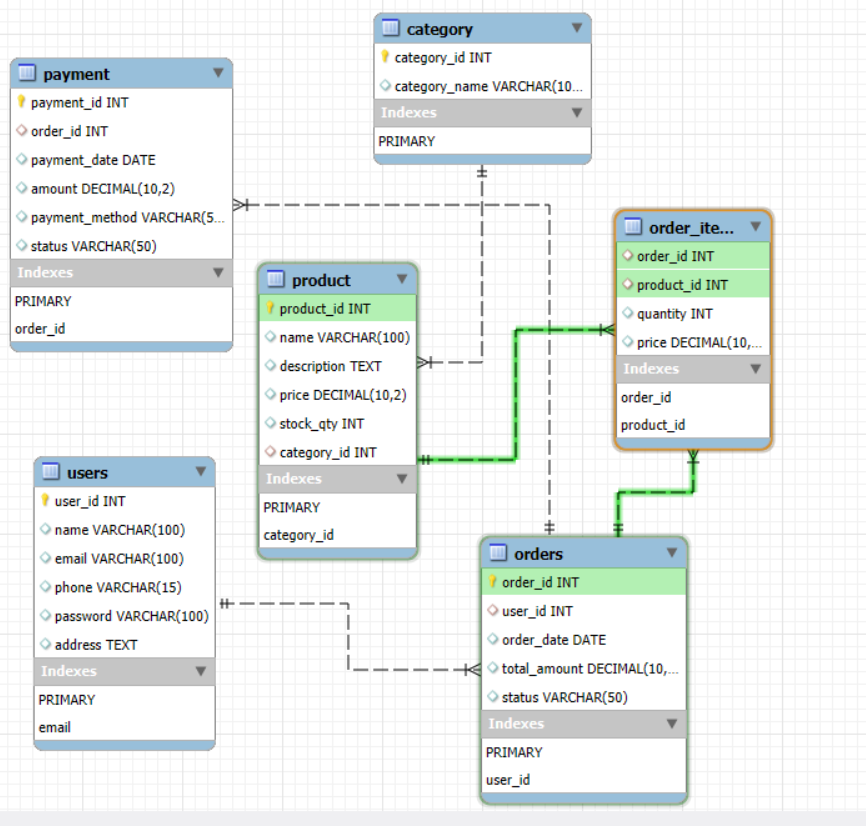 category
category_id INT
category_name VARCHAR(10...
Indexes
PRIMARY
payment
payment_id INT
order_id INT
payment_date DATE
amount DECIMAL(10,2)
payment_method VARCHAR(5...
status VARCHAR(50)
Indexes
PRIMARY
order_id
order_ite...
order_id INT
product_id INT
quantity INT
price DECIMAL(10,...
Indexes
order_id
product_id
product
product_id INT
name VARCHAR(100)
description TEXT
price DECIMAL(10,2)
stock_qty INT
category_id INT
Indexes
PRIMARY
category_id
users
user_id INT
name VARCHAR(100)
email VARCHAR(100)
phone VARCHAR(15)
password VARCHAR(100)
address TEXT
Indexes
PRIMARY
email
orders
order_id INT
user_id INT
order_date DATE
total_amount DECIMAL(10,...
status VARCHAR(50)
Indexes
PRIMARY
user_id